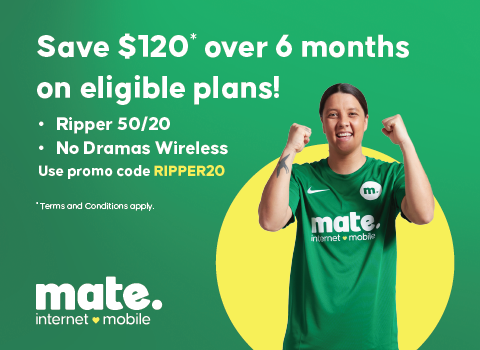 Save $120* over 6 months
on eligible plans!
• Ripper 50/20
• No Dramas Wireless
Use promo code RIPPER20
*Terms and Conditions apply.
m.
mate.
internet mobile
mate.
internet mobile